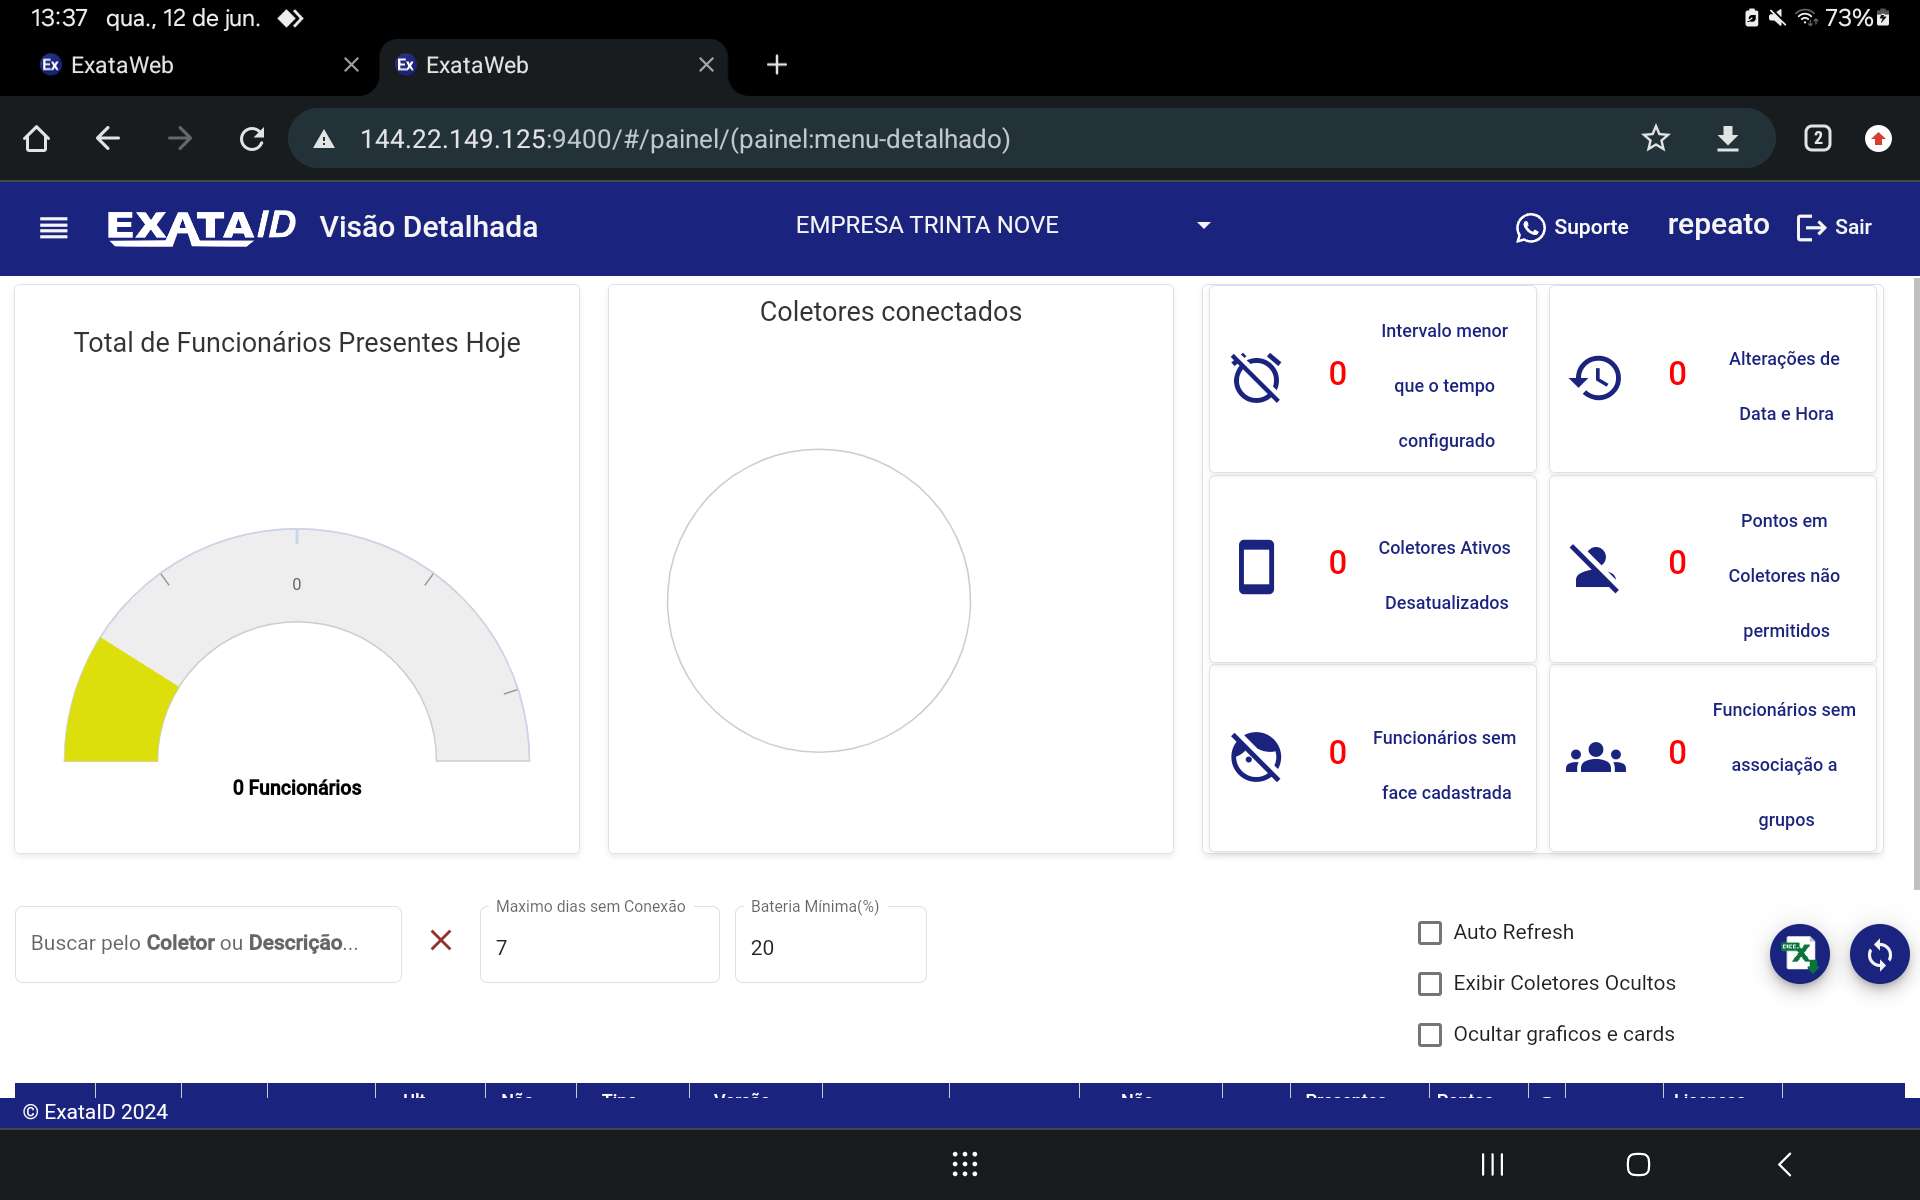 13:37 qua., 12 de jun.
73%
Ex ExataWeb
Ex ExataWeb
144.22.149.125:9400/#/painel/(painel:menu-detalhado)
2
EXATAID Visão Detalhada
EMPRESA TRINTA NOVE
Suporte
repeato
Sair
Total de Funcionários Presentes Hoje
0
0 Funcionários
Coletores conectados
0
Intervalo menor
que o tempo
configurado
0
Alterações de
Data e Hora
0
Coletores Ativos
Desatualizados
0
Pontos em
Coletores não
permitidos
0
Funcionários sem
face cadastrada
0
Funcionários sem
associação a
grupos
Buscar pelo Coletor ou Descrição...
Maximo dias sem Conexão
7
Bateria Mínima(%)
20
Auto Refresh
Exibir Coletores Ocultos
Ocultar graficos e cards
© ExataID 2024